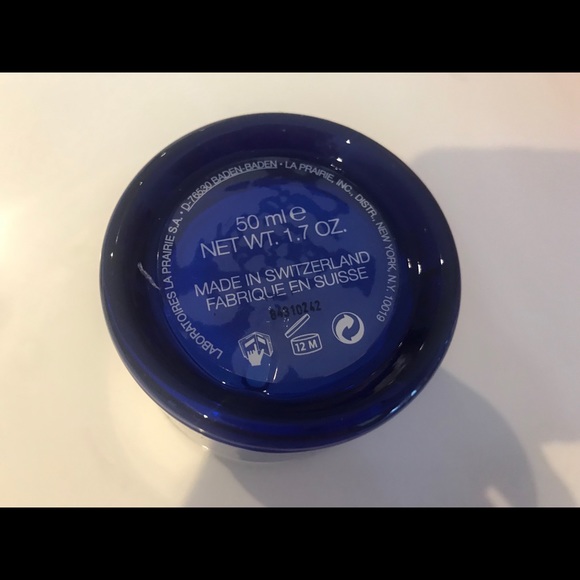 LABORATOIRES LA PRAIRIE S.A. · D-76530 BADEN-BADEN · LA PRAIRIE, INC., DISTR. NEW YORK, N.Y. 10019
50 ml e
NET WT. 1.7 OZ.
MADE IN SWITZERLAND
FABRIQUE EN SUISSE
84310Z42
12 M